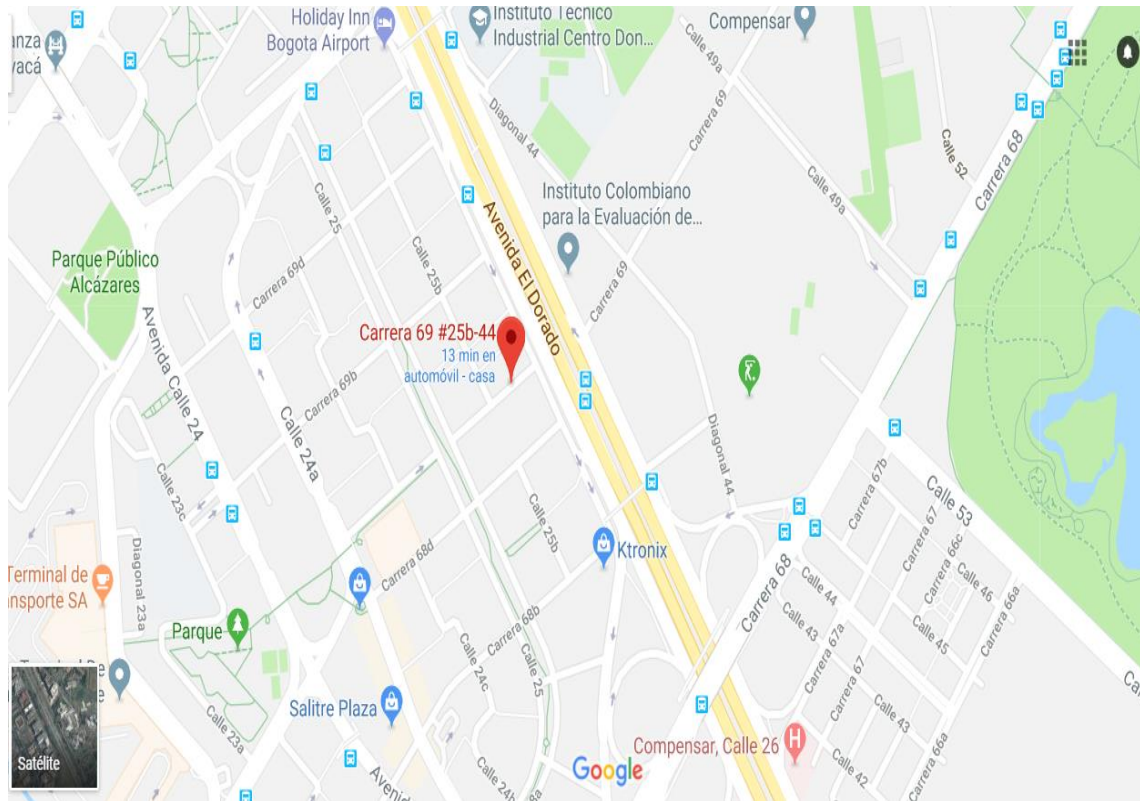 Holiday Inn
Bogota Airport
Instituto Tecnico
Industrial Centro Don...
Compensar
Calle 49a
Carrera 69
Diagonal 44
Calle 52
Carrera 68
Calle 25
Calle 25b
Instituto Colombiano
para la Evaluación de...
Calle 49a
Avenida El Dorado
Parque Público
Alcázares
Carrera 69d
Carrera 69
Avenida Calle 24
Carrera 69 #25b-44
13 min en
automóvil - casa
Carrera 69b
Calle 24a
Diagonal 44
Calle 23c
Carrera 67b
Calle 53
Calle 25b
Carrera 67
Carrera 66c
Ktronix
Diagonal 23a
Carrera 68d
Terminal de
Carrera 68
Calle 44
Calle 46
Carrera 66a
Parque
Carrera 68b
Calle 43
Carrera 67a
Calle 45
Calle 24c
Calle 25
Carrera 67
Salitre Plaza
Calle 23a
Calle 43
Compensar, Calle 26
Carrera 66a
Satélite
Google
Calle 42
Calle 44
Calle 24b